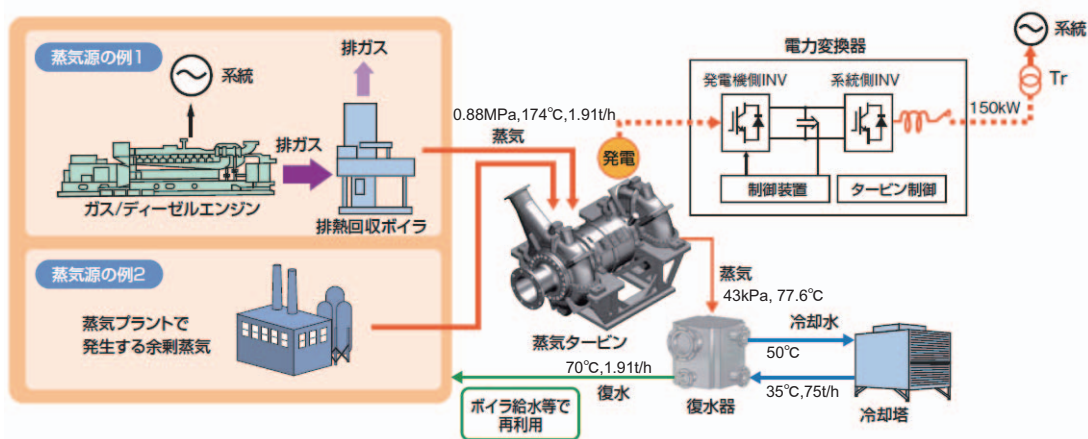 蒸気源の例1
系統
排ガス
排ガス
ガス/ディーゼルエンジン
排熱回収ボイラ
蒸気源の例2
蒸気プラントで
発生する余剰蒸気
0.88MPa,174℃,1.91t/h
蒸気
発電
蒸気タービン
電力変換器
発電機側INV
系統側INV
制御装置
タービン制御
150kW
系統
Tr
蒸気
43kPa, 77.6℃
冷却水
50℃
35℃,75t/h
冷却塔
復水器
70℃,1.91t/h
復水
ボイラ給水等で
再利用